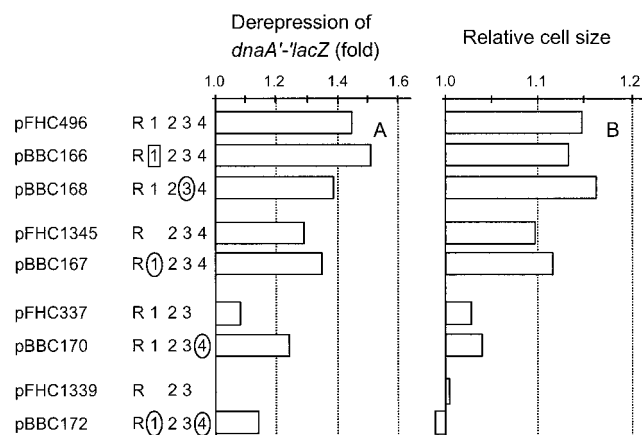 Derepression of
dnaA'-'lacZ (fold)
Relative cell size
1.0 1.2 1.4 1.6 1.0 1.1 1.2
pFHC496 R 1 2 3 4 A B
pBBC166 R 1 2 3 4
pBBC168 R 1 2 3 4
pFHC1345 R 2 3 4
pBBC167 R 1 2 3 4
pFHC337 R 1 2 3
pBBC170 R 1 2 3 4
pFHC1339 R 2 3
pBBC172 R 1 2 3 4